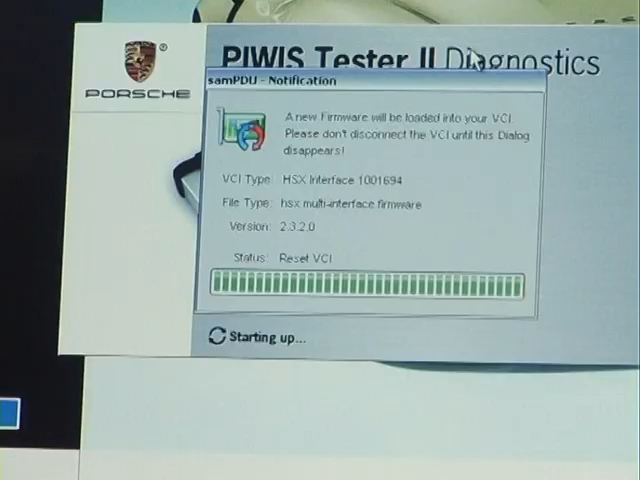 PIWIS Tester II Diagnostics
PORSCHE
®
samPDU - Notification
A new Firmware will be loaded into your VCI.
Please don't disconnect the VCI until this Dialog
disappears!
VCI Type: HSX Interface 1001694
File Type: hsx multi-interface firmware
Version: 2.3.2.0
Status: Reset VCI
Starting up...